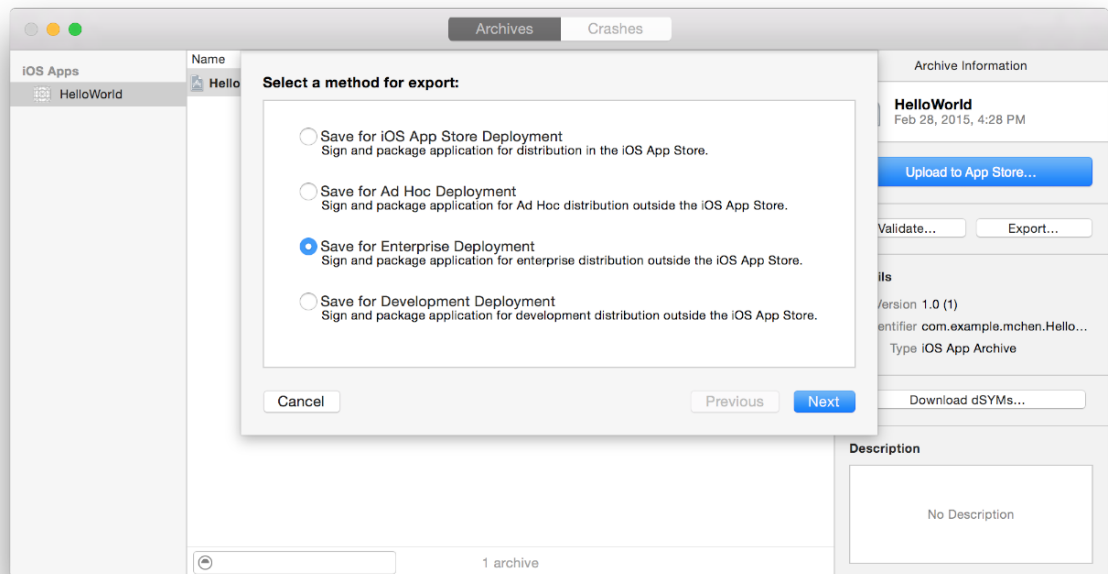 Archives
Crashes
iOS Apps
HelloWorld
Name
Hello
Select a method for export:
Save for iOS App Store Deployment
Sign and package application for distribution in the iOS App Store.
Save for Ad Hoc Deployment
Sign and package application for Ad Hoc distribution outside the iOS App Store.
Save for Enterprise Deployment
Sign and package application for enterprise distribution outside the iOS App Store.
Save for Development Deployment
Sign and package application for development distribution outside the iOS App Store.
Cancel
Previous
Next
Archive Information
HelloWorld
Feb 28, 2015, 4:28 PM
Upload to App Store...
Validate...
Export...
ils
Version 1.0 (1)
entifier com.example.mchen.Hello...
Type iOS App Archive
Download dSYMs...
Description
No Description
1 archive